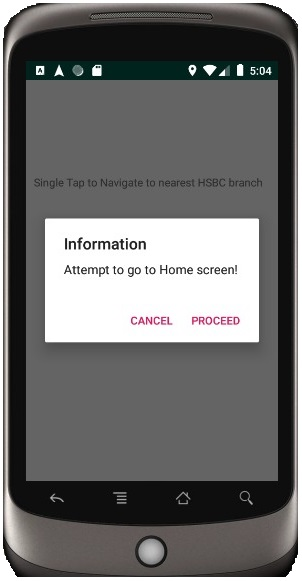 5:04
Single Tap to Navigate to nearest HSBC branch
Information
Attempt to go to Home screen!
CANCEL PROCEED